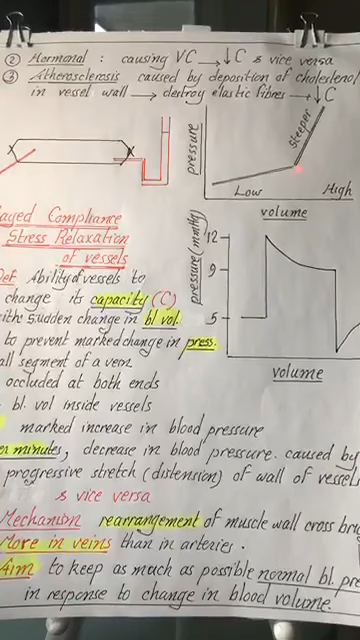 ② Hormonal : causing VC → ↓C & vice versa
③ Atherosclerosis caused by deposition of cholesterol
in vessel wall → destroy elastic fibres → ↓C
pressure
steeper
Low
High
volume
aged Compliance
Stress Relaxation
of vessels
Def Ability of vessels to
change its capacity (C)
with sudden change in bl vol.
to prevent marked change in press.
all segment of a vein
occluded at both ends
bl. vol inside vessels
pressure (mmHg)
12
9
5
volume
marked increase in blood pressure
minutes, decrease in blood pressure. caused by
progressive stretch (distension) of wall of vessels
& vice versa
Mechanism rearrangement of muscle wall cross bri
More in veins than in arteries.
Aim to keep as much as possible normal bl. pre
in response to change in blood volume.